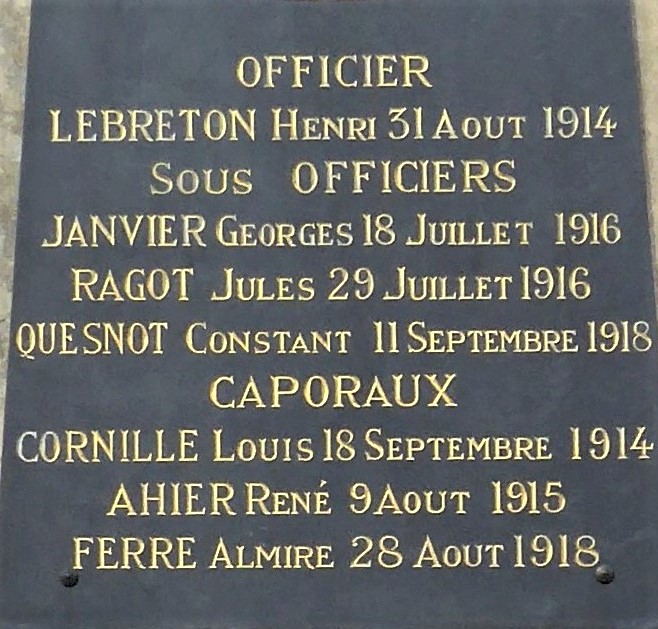 OFFICIER
LEBRETON HENRI 31 AOUT 1914
SOUS OFFICIERS
JANVIER GEORGES 18 JUILLET 1916
RAGOT JULES 29 JUILLET 1916
QUESNOT CONSTANT 11 SEPTEMBRE 1918
CAPORAUX
CORNILLE LOUIS 18 SEPTEMBRE 1914
AHIER RENÉ 9 AOUT 1915
FERRE ALMIRE 28 AOUT 1918